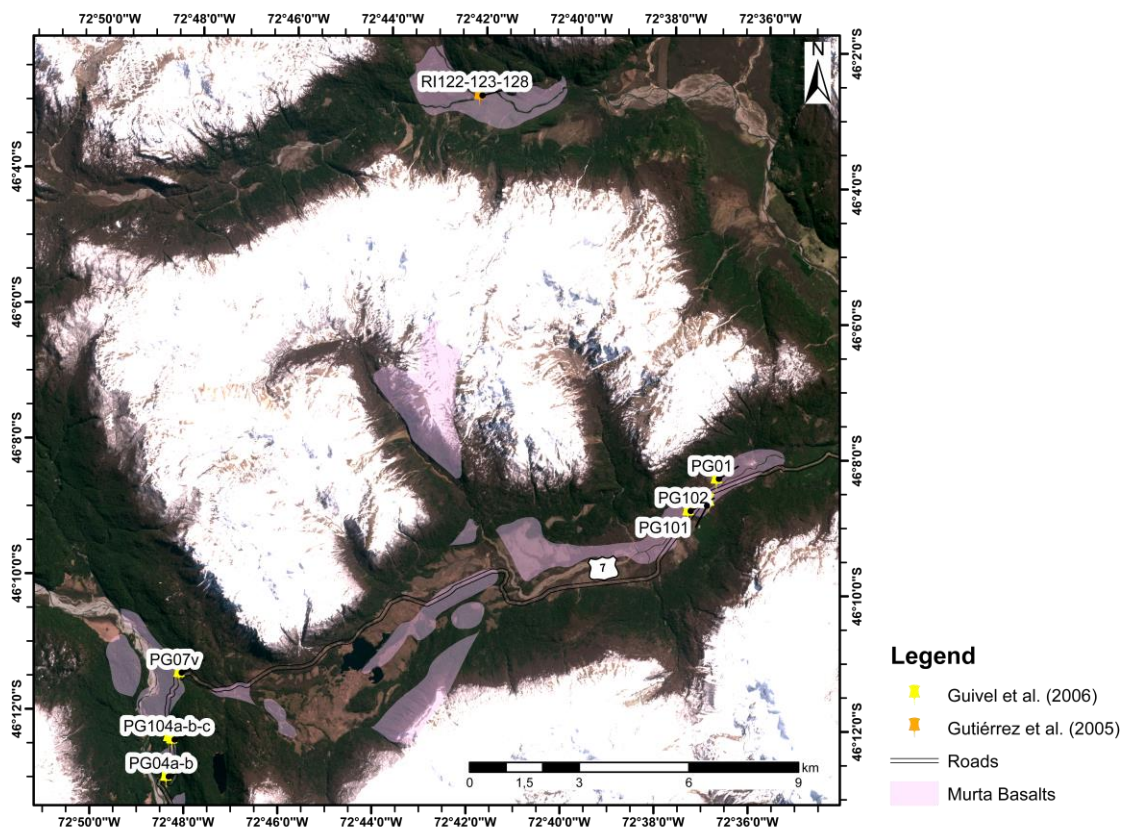 72°50'0"W 72°48'0"W 72°46'0"W 72°44'0"W 72°42'0"W 72°40'0"W 72°38'0"W 72°36'0"W
N
46°2'0"S
RI122-123-128
46°4'0"S 46°4'0"S
46°6'0"S 46°6'0"S
46°8'0"S 46°8'0"S
PG01
PG102
PG101
7
46°10'0"S 46°10'0"S
PG07v
46°12'0"S 46°12'0"S
PG104a-b-c
PG04a-b
km
0 1,5 3 6 9
72°50'0"W 72°48'0"W 72°46'0"W 72°44'0"W 72°42'0"W 72°40'0"W 72°38'0"W 72°36'0"W
Legend
Guivel et al. (2006)
Gutiérrez et al. (2005)
Roads
Murta Basalts